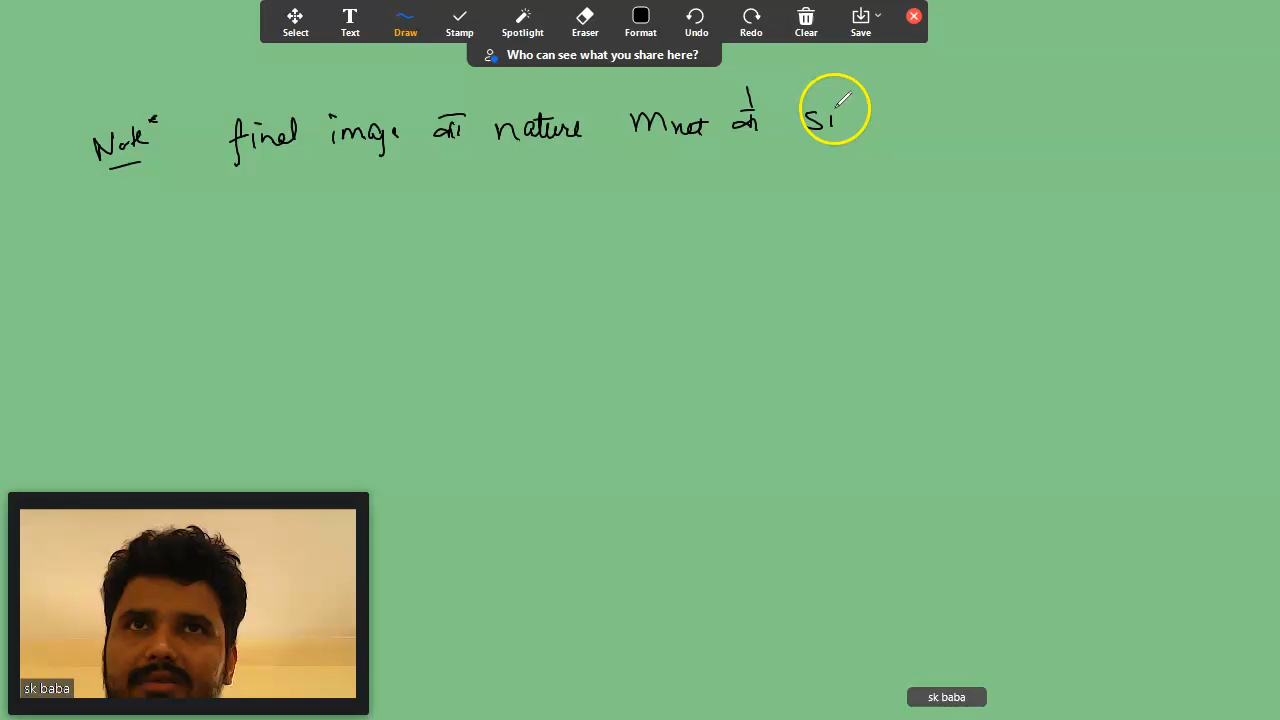 Select Text Draw Stamp Spotlight Eraser Format Undo Redo Clear Save
Who can see what you share here?
Note* final image की nature Mnet के Si
sk baba
sk baba